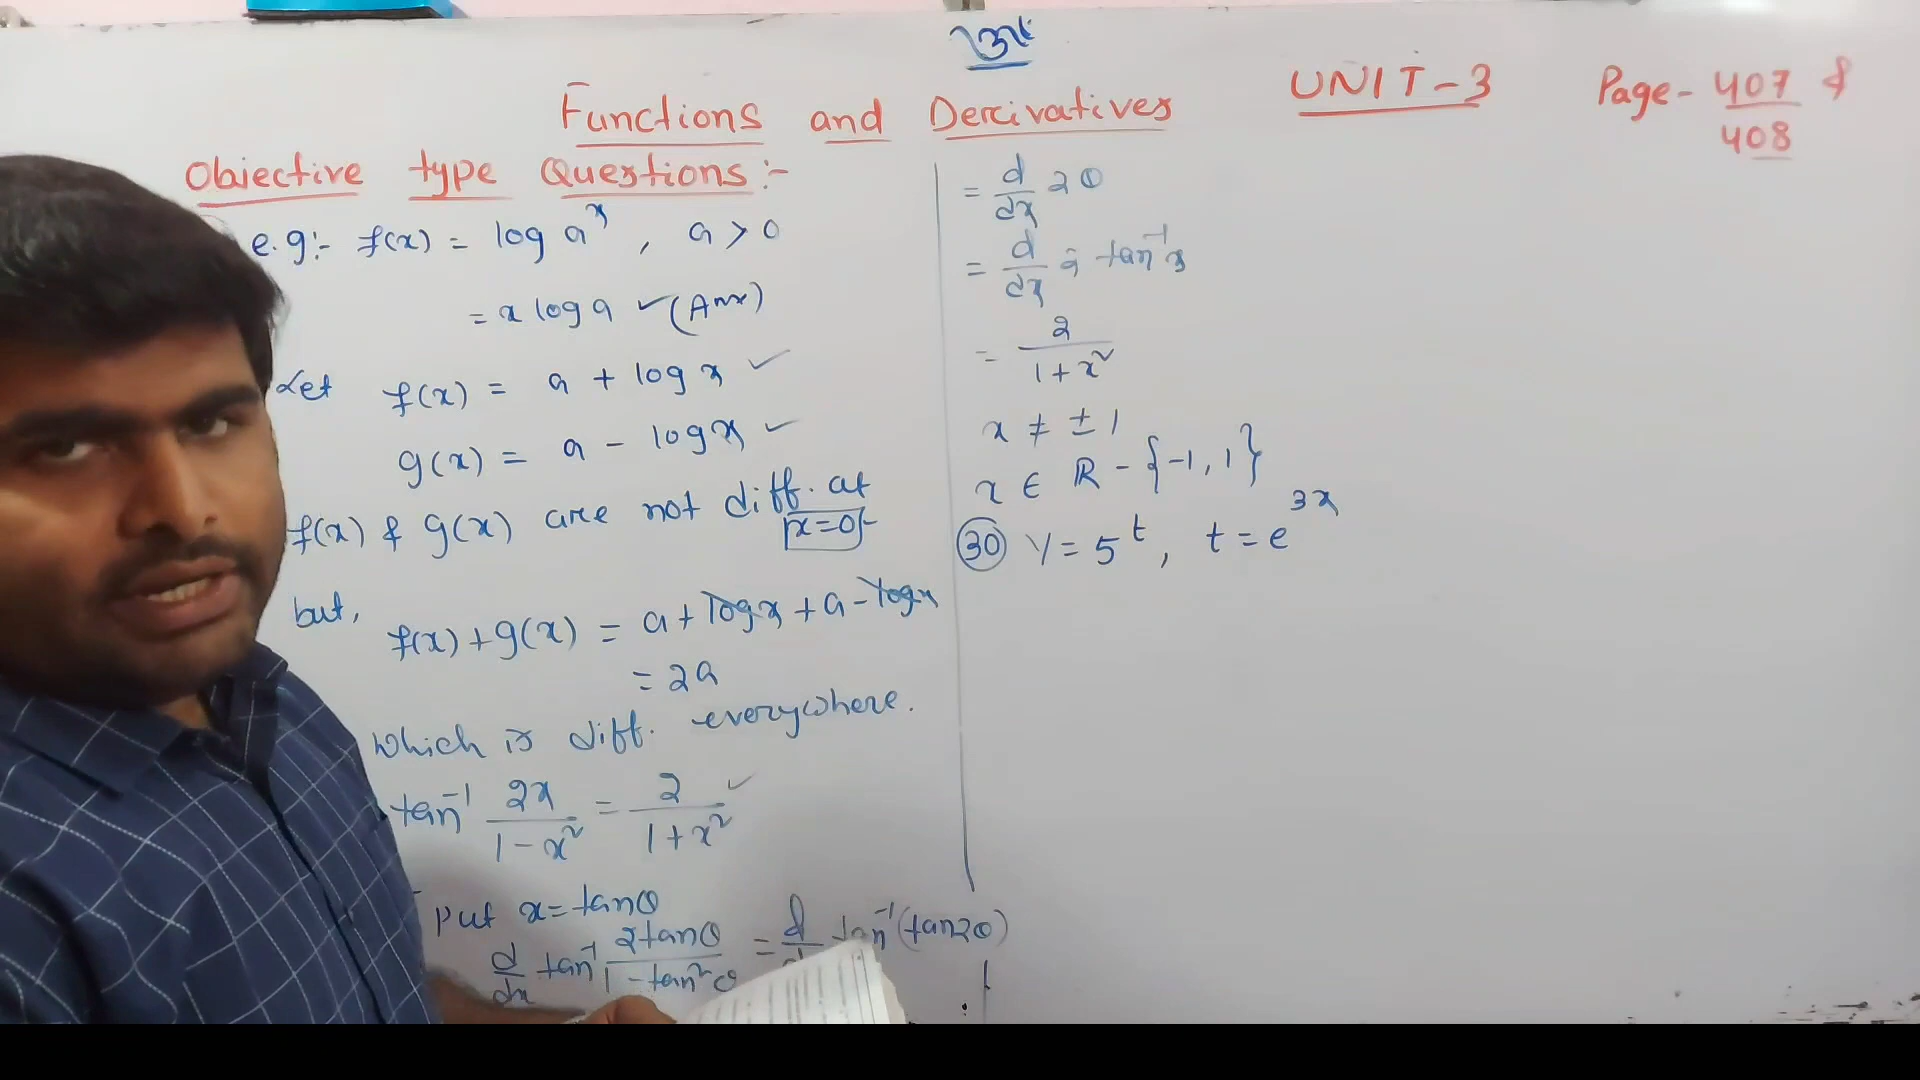 Functions and Derivatives
UNIT-3
Page-407 &
408
Objective type Questions:-
e.g:- f(x) = log a^x, a > 0
= x log a ✓ (Ans)
Let f(x) = a + log x ✓
g(x) = a - log x ✓
f(x) & g(x) are not diff. at
x=0
but,
f(x)+g(x) = a + log x + a - log x
= 2a
which is diff. everywhere.
tan⁻¹ 2x/(1-x²) = 2/(1+x²) ✓
Put x=tanθ
d/dx tan⁻¹ 2tanθ/(1-tan²θ) = d/ tan⁻¹(tan2θ)
= d/dx 2θ
= d/dx 2 tan⁻¹x
= 2/(1+x²)
x ≠ ±1
x ∈ ℝ - {-1, 1}
(30) Y = 5^t, t = e^3x